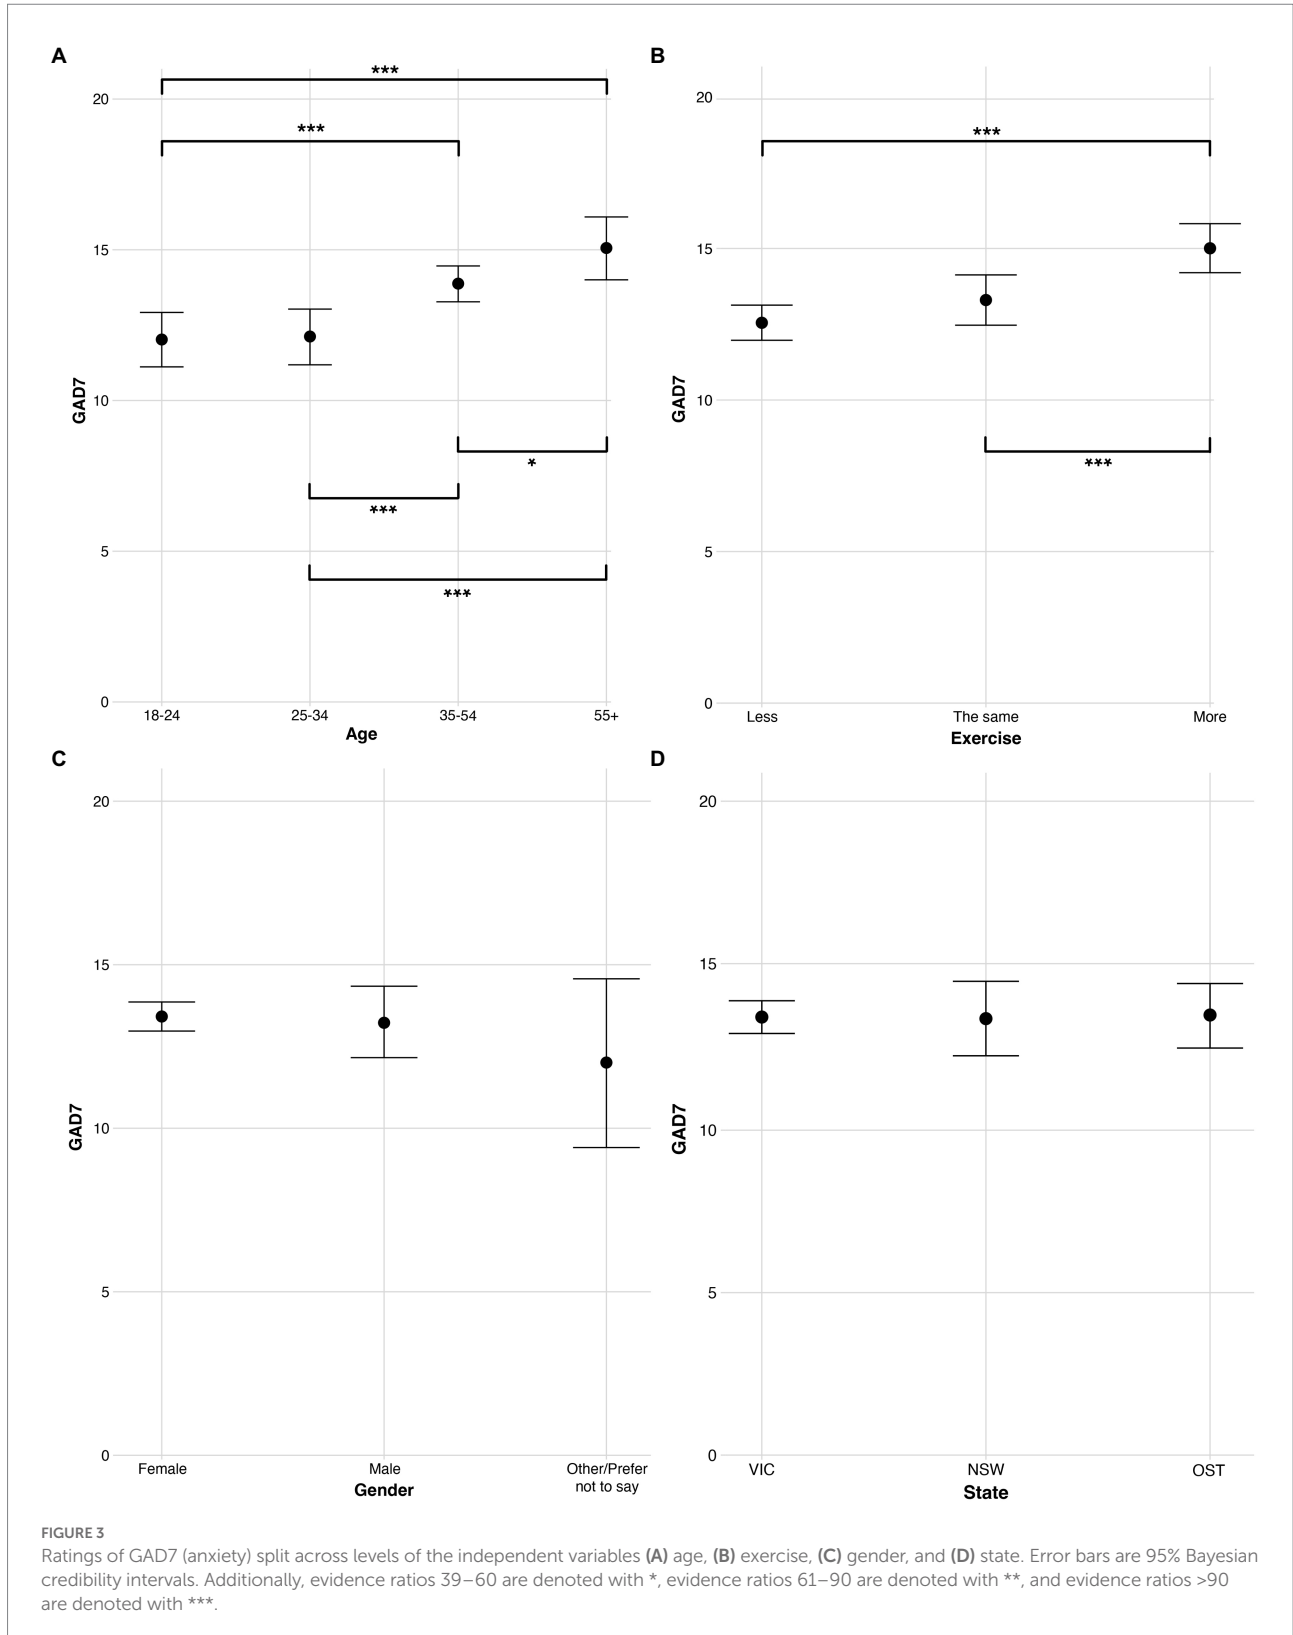 A
***
20
***
15
GAD7
10
*
***
5
***
0
18-24
25-34
35-54
55+
Age
B
20
***
15
GAD7
10
***
5
0
Less
The same
More
Exercise
C
20
15
GAD7
10
5
0
Female
Male
Other/Prefer
not to say
Gender
D
20
15
GAD7
10
5
0
VIC
NSW
OST
State
FIGURE 3
Ratings of GAD7 (anxiety) split across levels of the independent variables (A) age, (B) exercise, (C) gender, and (D) state. Error bars are 95% Bayesian
credibility intervals. Additionally, evidence ratios 39–60 are denoted with *, evidence ratios 61–90 are denoted with **, and evidence ratios >90
are denoted with ***.